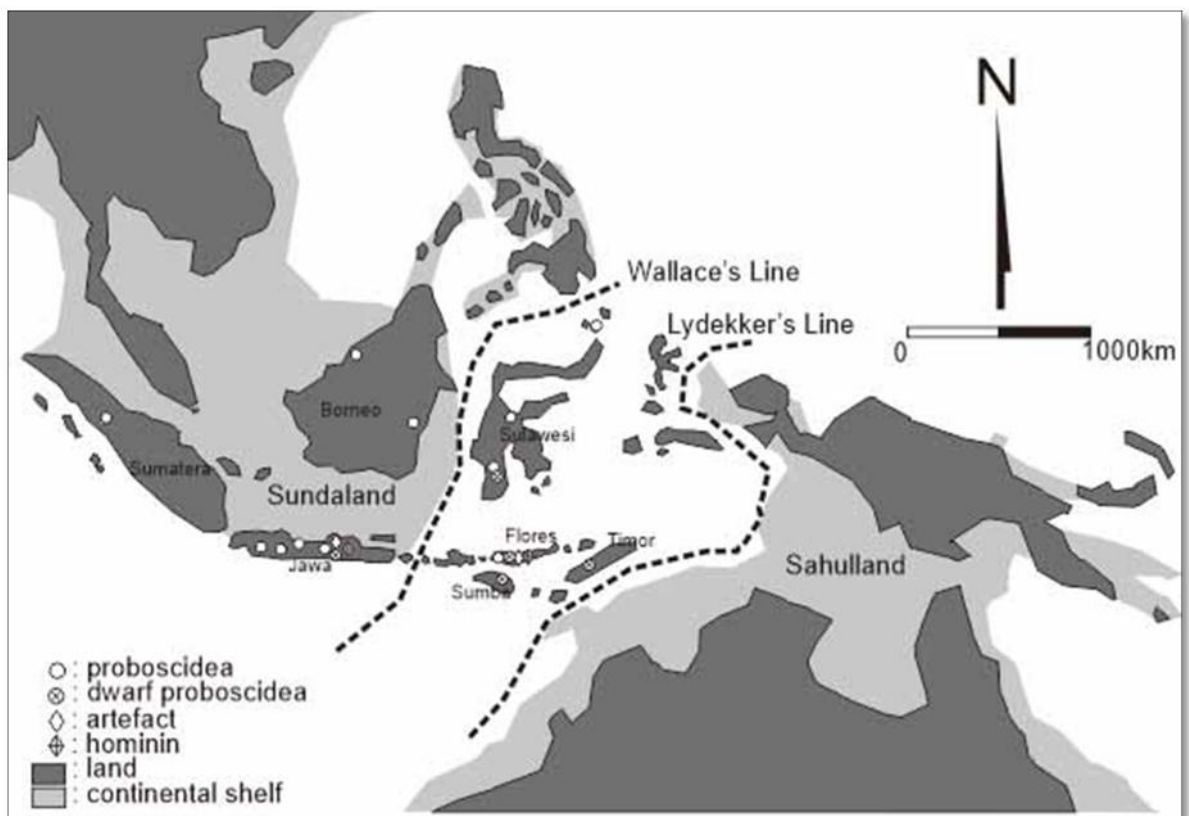 N
Wallace's Line
Lydekker's Line
0 1000km
Borneo
Sulawesi
Sumatera
Sundaland
Flores
Timor
Jawa
Sumba
Sahulland
: proboscidea
: dwarf proboscidea
: artefact
: hominin
: land
: continental shelf